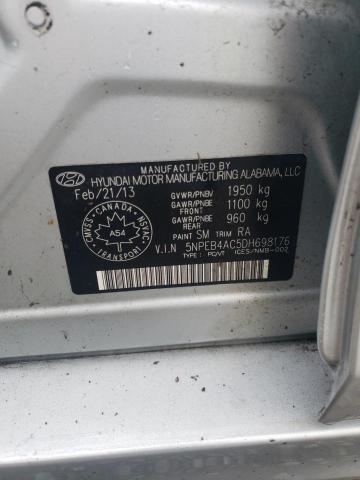 MANUFACTURED BY
HYUNDAI MOTOR MANUFACTURING ALABAMA, LLC
Feb/21/13
GVWR/PNBV 1950 kg
GAWR/PNBE 1100 kg
FRONT
GAWR/PNBE 960 kg
REAR
PAINT SM TRIM RA
V.I.N 5NPEB4AC5DH698176
TYPE: PC/VT ICES/NMB-002
CANADA
CMVSS NSVAC
A54
TRANSPORT